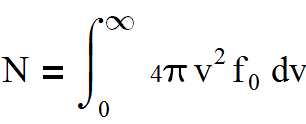 N = ∫₀^∞ 4π v² f₀ dv